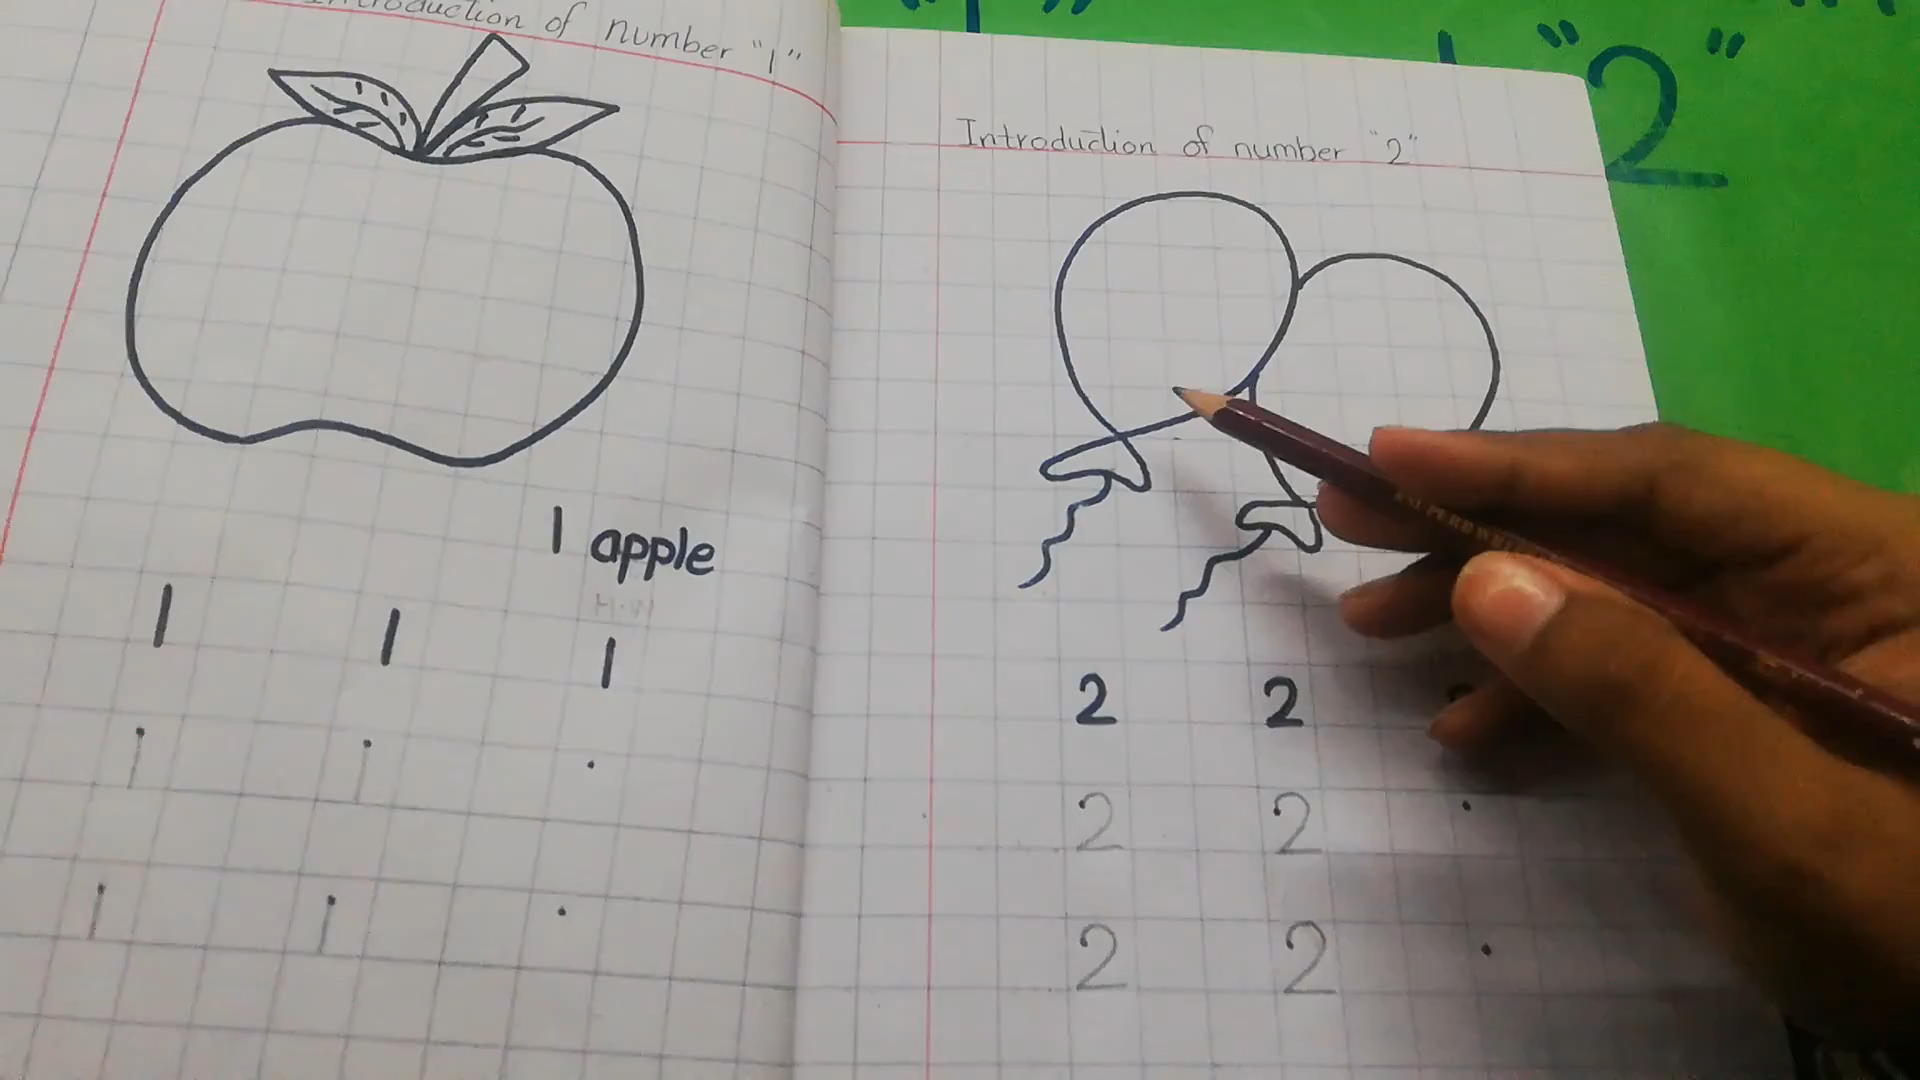 Introduction of number "1"
1 apple
H.W
1 1 1
Introduction of number "2"
2 2
2 2
2 2
"2"